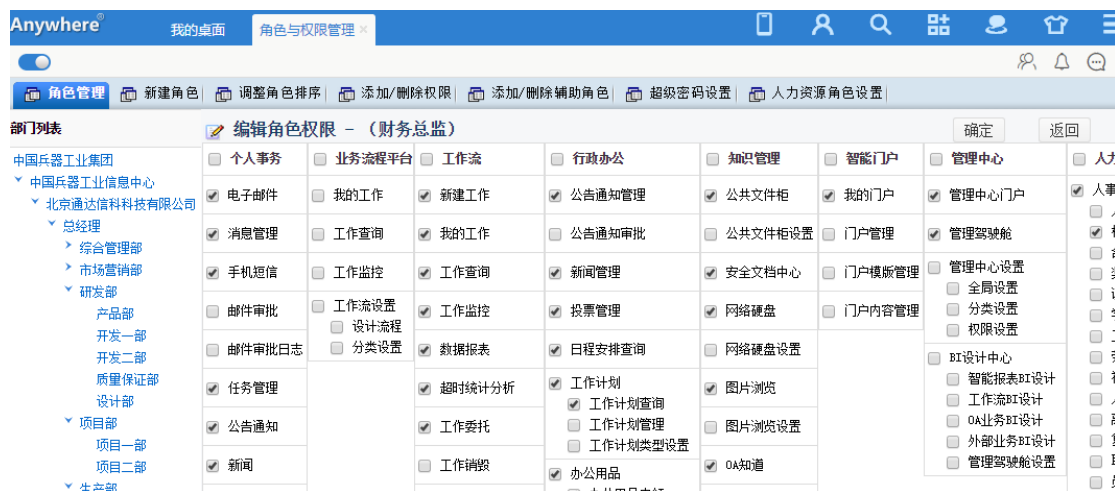 Anywhere®
我的桌面
角色与权限管理 ×
角色管理 新建角色 调整角色排序 添加/删除权限 添加/删除辅助角色 超级密码设置 人力资源角色设置
部门列表
中国兵器工业集团
中国兵器工业信息中心
北京通达信科科技有限公司
总经理
综合管理部
市场营销部
研发部
产品部
开发一部
开发二部
质量保证部
设计部
项目部
项目一部
项目二部
生产部
编辑角色权限 - （财务总监）
确定 返回
个人事务
电子邮件
消息管理
手机短信
邮件审批
邮件审批日志
任务管理
公告通知
新闻
业务流程平台
我的工作
工作查询
工作监控
工作流设置
设计流程
分类设置
工作流
新建工作
我的工作
工作查询
工作监控
数据报表
超时统计分析
工作委托
工作销毁
行政办公
公告通知管理
公告通知审批
新闻管理
投票管理
日程安排查询
工作计划
工作计划查询
工作计划管理
工作计划类型设置
办公用品
知识管理
公共文件柜
公共文件柜设置
安全文档中心
网络硬盘
网络硬盘设置
图片浏览
图片浏览设置
OA知道
智能门户
我的门户
门户管理
门户模版管理
门户内容管理
管理中心
管理中心门户
管理驾驶舱
管理中心设置
全局设置
分类设置
权限设置
BI设计中心
智能报表BI设计
工作流BI设计
OA业务BI设计
外部业务BI设计
管理驾驶舱设置
人力
人事